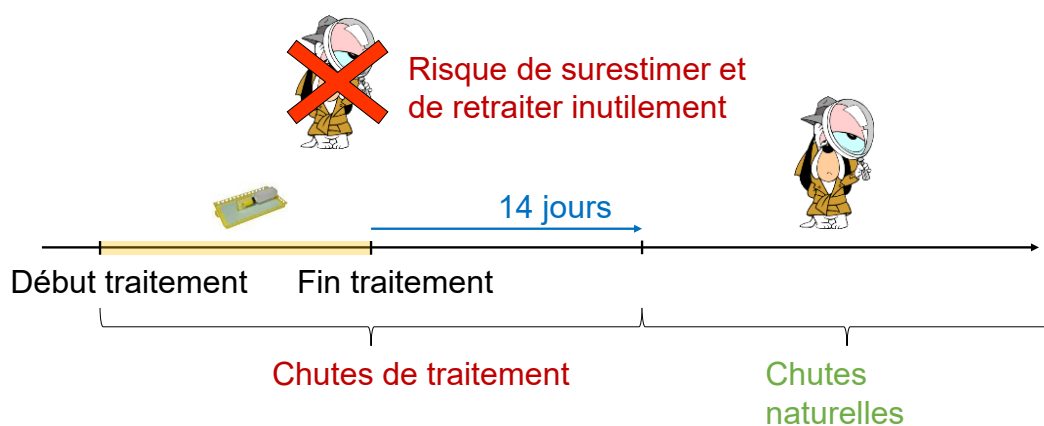 Risque de surestimer et
de retraiter inutilement
14 jours
Début traitement
Fin traitement
Chutes de traitement
Chutes
naturelles